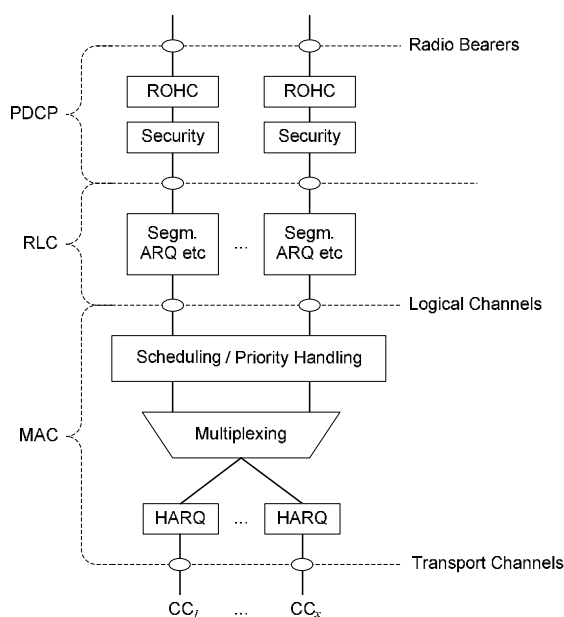 Radio Bearers
ROHC ROHC
PDCP
Security Security
Segm. ARQ etc ... Segm. ARQ etc
RLC
Logical Channels
Scheduling / Priority Handling
Multiplexing
MAC
HARQ ... HARQ
Transport Channels
CC1 ... CCx